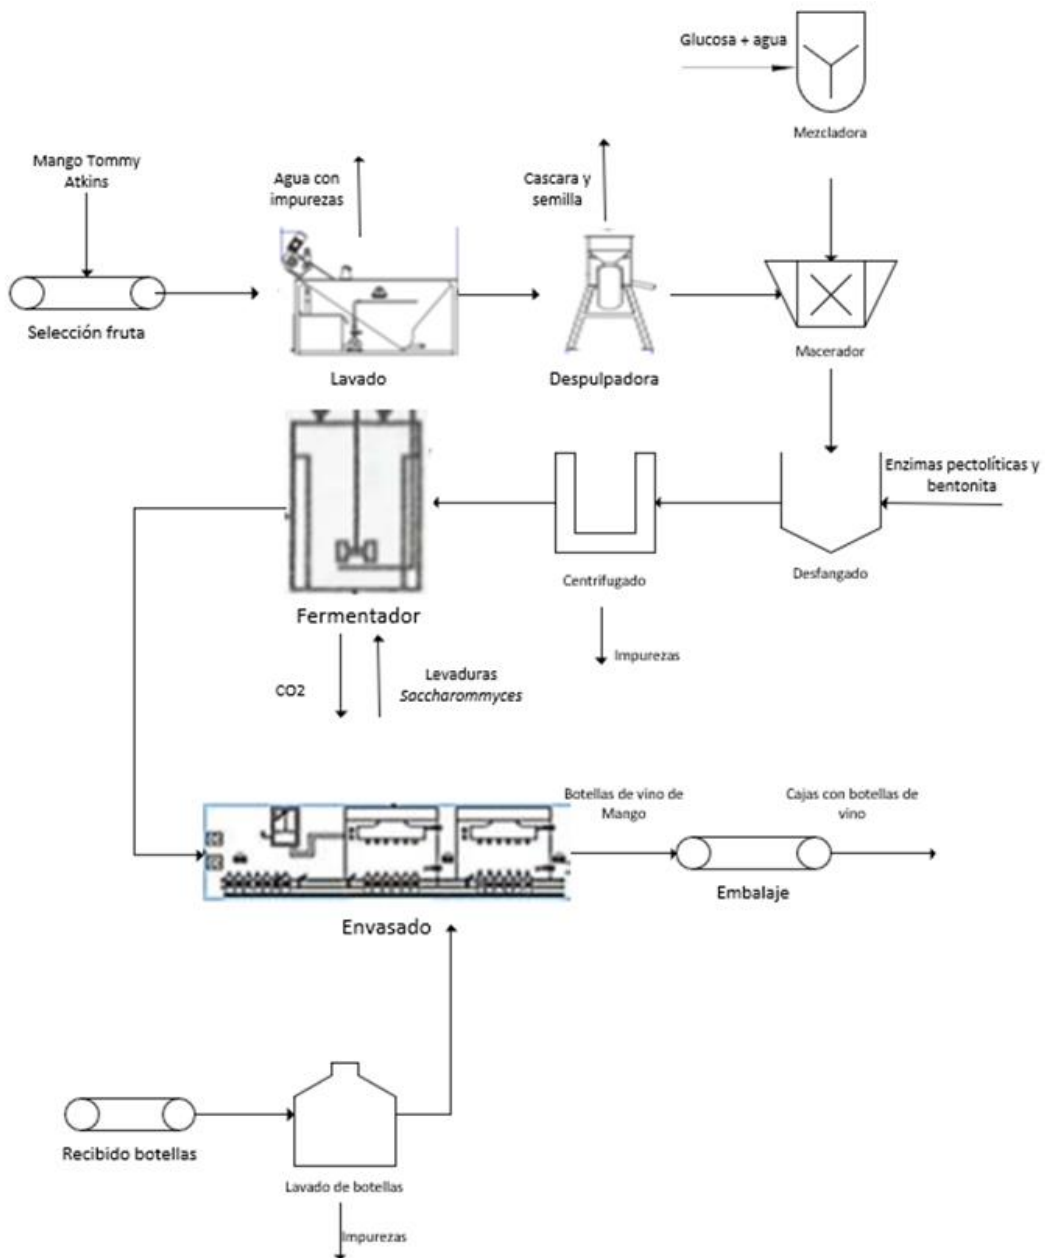 Glucosa + agua
Mezcladora
Mango Tommy
Atkins
Agua con
impurezas
Cascara y
semilla
Selección fruta
Lavado
Despulpadora
Macerador
Enzimas pectolíticas y
bentonita
Fermentador
Centrifugado
Desfangado
Impurezas
CO2
Levaduras
Saccharommyces
Botellas de vino de
Mango
Cajas con botellas de
vino
Envasado
Embalaje
Recibido botellas
Lavado de botellas
Impurezas